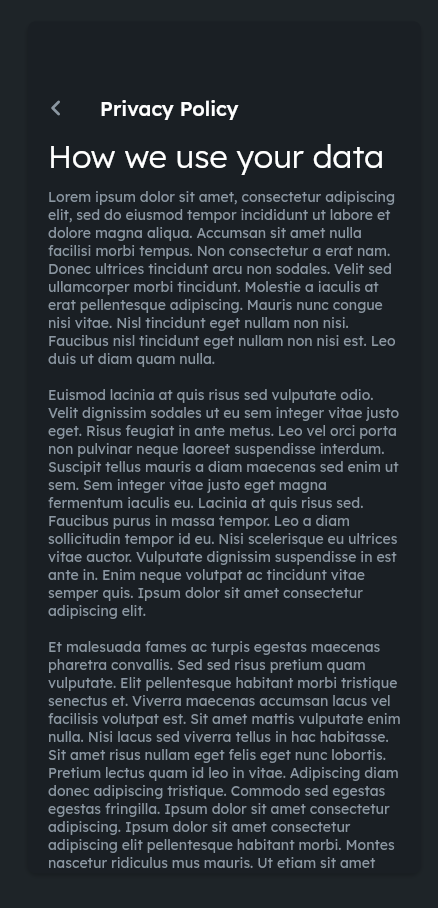 Privacy Policy
How we use your data
Lorem ipsum dolor sit amet, consectetur adipiscing
elit, sed do eiusmod tempor incididunt ut labore et
dolore magna aliqua. Accumsan sit amet nulla
facilisi morbi tempus. Non consectetur a erat nam.
Donec ultrices tincidunt arcu non sodales. Velit sed
ullamcorper morbi tincidunt. Molestie a iaculis at
erat pellentesque adipiscing. Mauris nunc congue
nisi vitae. Nisl tincidunt eget nullam non nisi.
Faucibus nisl tincidunt eget nullam non nisi est. Leo
duis ut diam quam nulla.
Euismod lacinia at quis risus sed vulputate odio.
Velit dignissim sodales ut eu sem integer vitae justo
eget. Risus feugiat in ante metus. Leo vel orci porta
non pulvinar neque laoreet suspendisse interdum.
Suscipit tellus mauris a diam maecenas sed enim ut
sem. Sem integer vitae justo eget magna
fermentum iaculis eu. Lacinia at quis risus sed.
Faucibus purus in massa tempor. Leo a diam
sollicitudin tempor id eu. Nisi scelerisque eu ultrices
vitae auctor. Vulputate dignissim suspendisse in est
ante in. Enim neque volutpat ac tincidunt vitae
semper quis. Ipsum dolor sit amet consectetur
adipiscing elit.
Et malesuada fames ac turpis egestas maecenas
pharetra convallis. Sed sed risus pretium quam
vulputate. Elit pellentesque habitant morbi tristique
senectus et. Viverra maecenas accumsan lacus vel
facilisis volutpat est. Sit amet mattis vulputate enim
nulla. Nisi lacus sed viverra tellus in hac habitasse.
Sit amet risus nullam eget felis eget nunc lobortis.
Pretium lectus quam id leo in vitae. Adipiscing diam
donec adipiscing tristique. Commodo sed egestas
egestas fringilla. Ipsum dolor sit amet consectetur
adipiscing. Ipsum dolor sit amet consectetur
adipiscing elit pellentesque habitant morbi. Montes
nascetur ridiculus mus mauris. Ut etiam sit amet